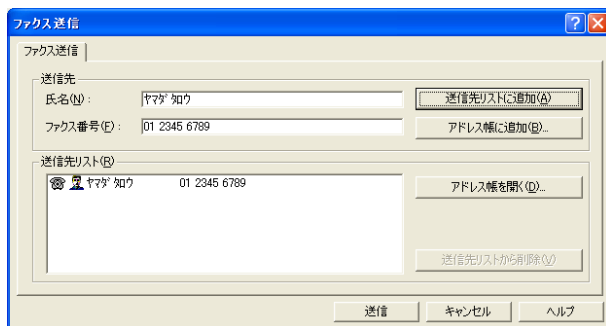 ファクス送信
ファクス送信
送信先
氏名(N):
ﾔﾏﾀﾞ ﾀﾛｳ
送信先リストに追加(A)
ファクス番号(F):
01 2345 6789
アドレス帳に追加(B)...
送信先リスト(R)
ﾔﾏﾀﾞ ﾀﾛｳ 01 2345 6789
アドレス帳を開く(D)...
送信先リストから削除(V)
送信
キャンセル
ヘルプ